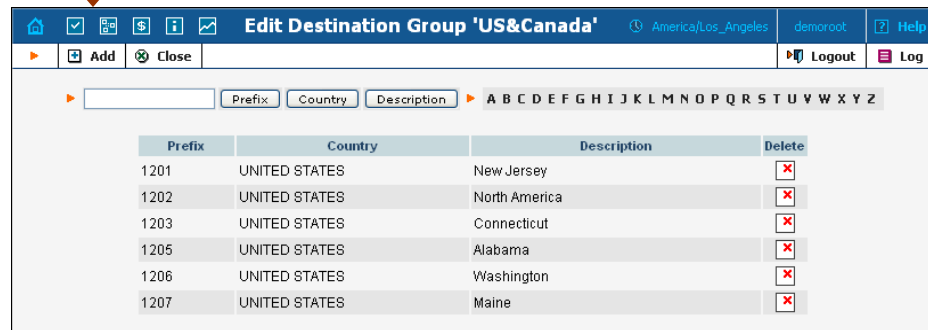 Edit Destination Group 'US&Canada' America/Los_Angeles demoroot ? Help
Add Close Logout Log
Prefix Country Description A B C D E F G H I J K L M N O P Q R S T U V W X Y Z
Prefix Country Description Delete
1201 UNITED STATES New Jersey
1202 UNITED STATES North America
1203 UNITED STATES Connecticut
1205 UNITED STATES Alabama
1206 UNITED STATES Washington
1207 UNITED STATES Maine